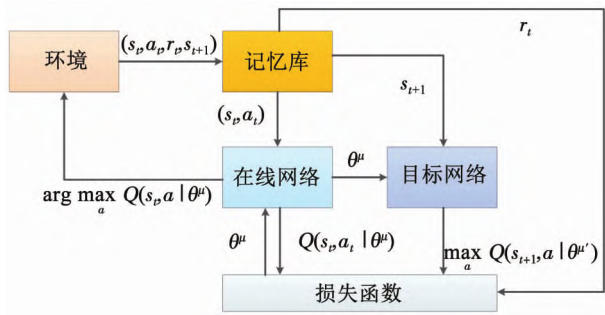 r_t
环境
(s_t,a_t,r_t,s_{t+1})
记忆库
s_{t+1}
(s_t,a_t)
在线网络
θ^μ
目标网络
arg max_a Q(s_t,a|θ^μ)
θ^μ
Q(s_t,a_t|θ^μ)
max_a Q(s_{t+1},a|θ^{μ'})
损失函数